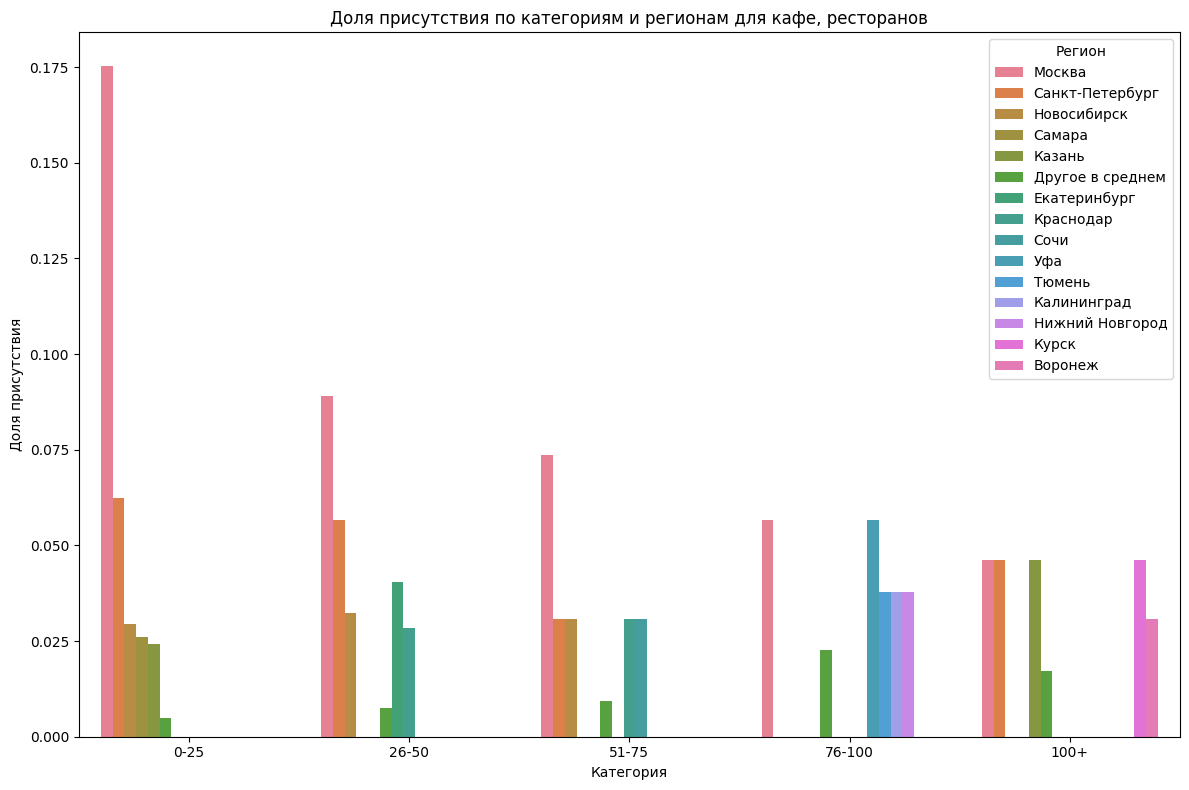 Доля присутствия по категориям и регионам для кафе, ресторанов
Доля присутствия
0.175
0.150
0.125
0.100
0.075
0.050
0.025
0.000
Регион
Москва
Санкт-Петербург
Новосибирск
Самара
Казань
Другое в среднем
Екатеринбург
Краснодар
Сочи
Уфа
Тюмень
Калининград
Нижний Новгород
Курск
Воронеж
0-25
26-50
51-75
76-100
100+
Категория